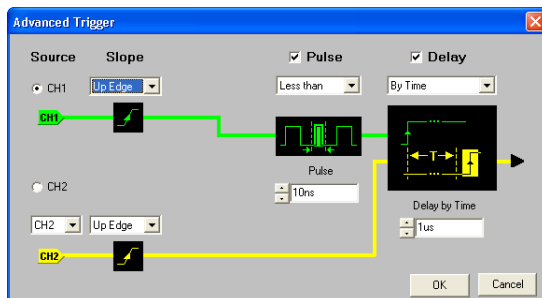 Advanced Trigger
Source Slope Pulse Delay
CH1 Up Edge Less than By Time
CH1
T
Pulse
CH2 10ns
Delay by Time
CH2 Up Edge 1us
CH2
OK Cancel